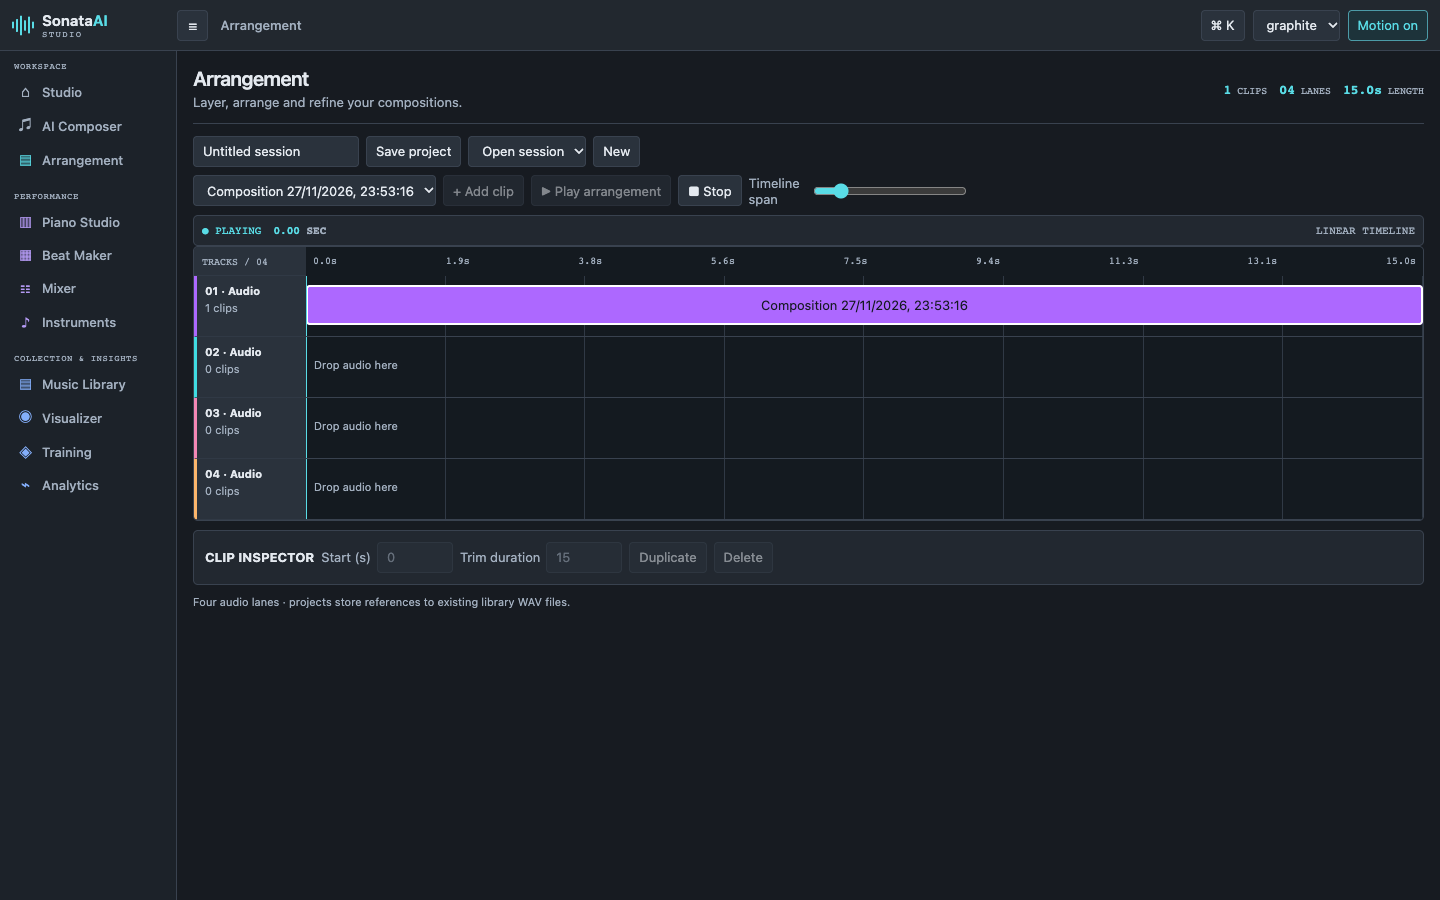 SonataAI
STUDIO
≡
Arrangement
⌘ K
graphite
Motion on
WORKSPACE
Studio
AI Composer
Arrangement
PERFORMANCE
Piano Studio
Beat Maker
Mixer
Instruments
COLLECTION & INSIGHTS
Music Library
Visualizer
Training
Analytics
Arrangement
Layer, arrange and refine your compositions.
1 CLIPS 04 LANES 15.0s LENGTH
Untitled session
Save project
Open session
New
Composition 27/11/2026, 23:53:16
+ Add clip
▶ Play arrangement
■ Stop
Timeline
span
● PLAYING 0.00 SEC
LINEAR TIMELINE
TRACKS / 04
0.0s 1.9s 3.8s 5.6s 7.5s 9.4s 11.3s 13.1s 15.0s
01 · Audio
1 clips
Composition 27/11/2026, 23:53:16
02 · Audio
0 clips
Drop audio here
03 · Audio
0 clips
Drop audio here
04 · Audio
0 clips
Drop audio here
CLIP INSPECTOR Start (s) 0 Trim duration 15 Duplicate Delete
Four audio lanes · projects store references to existing library WAV files.